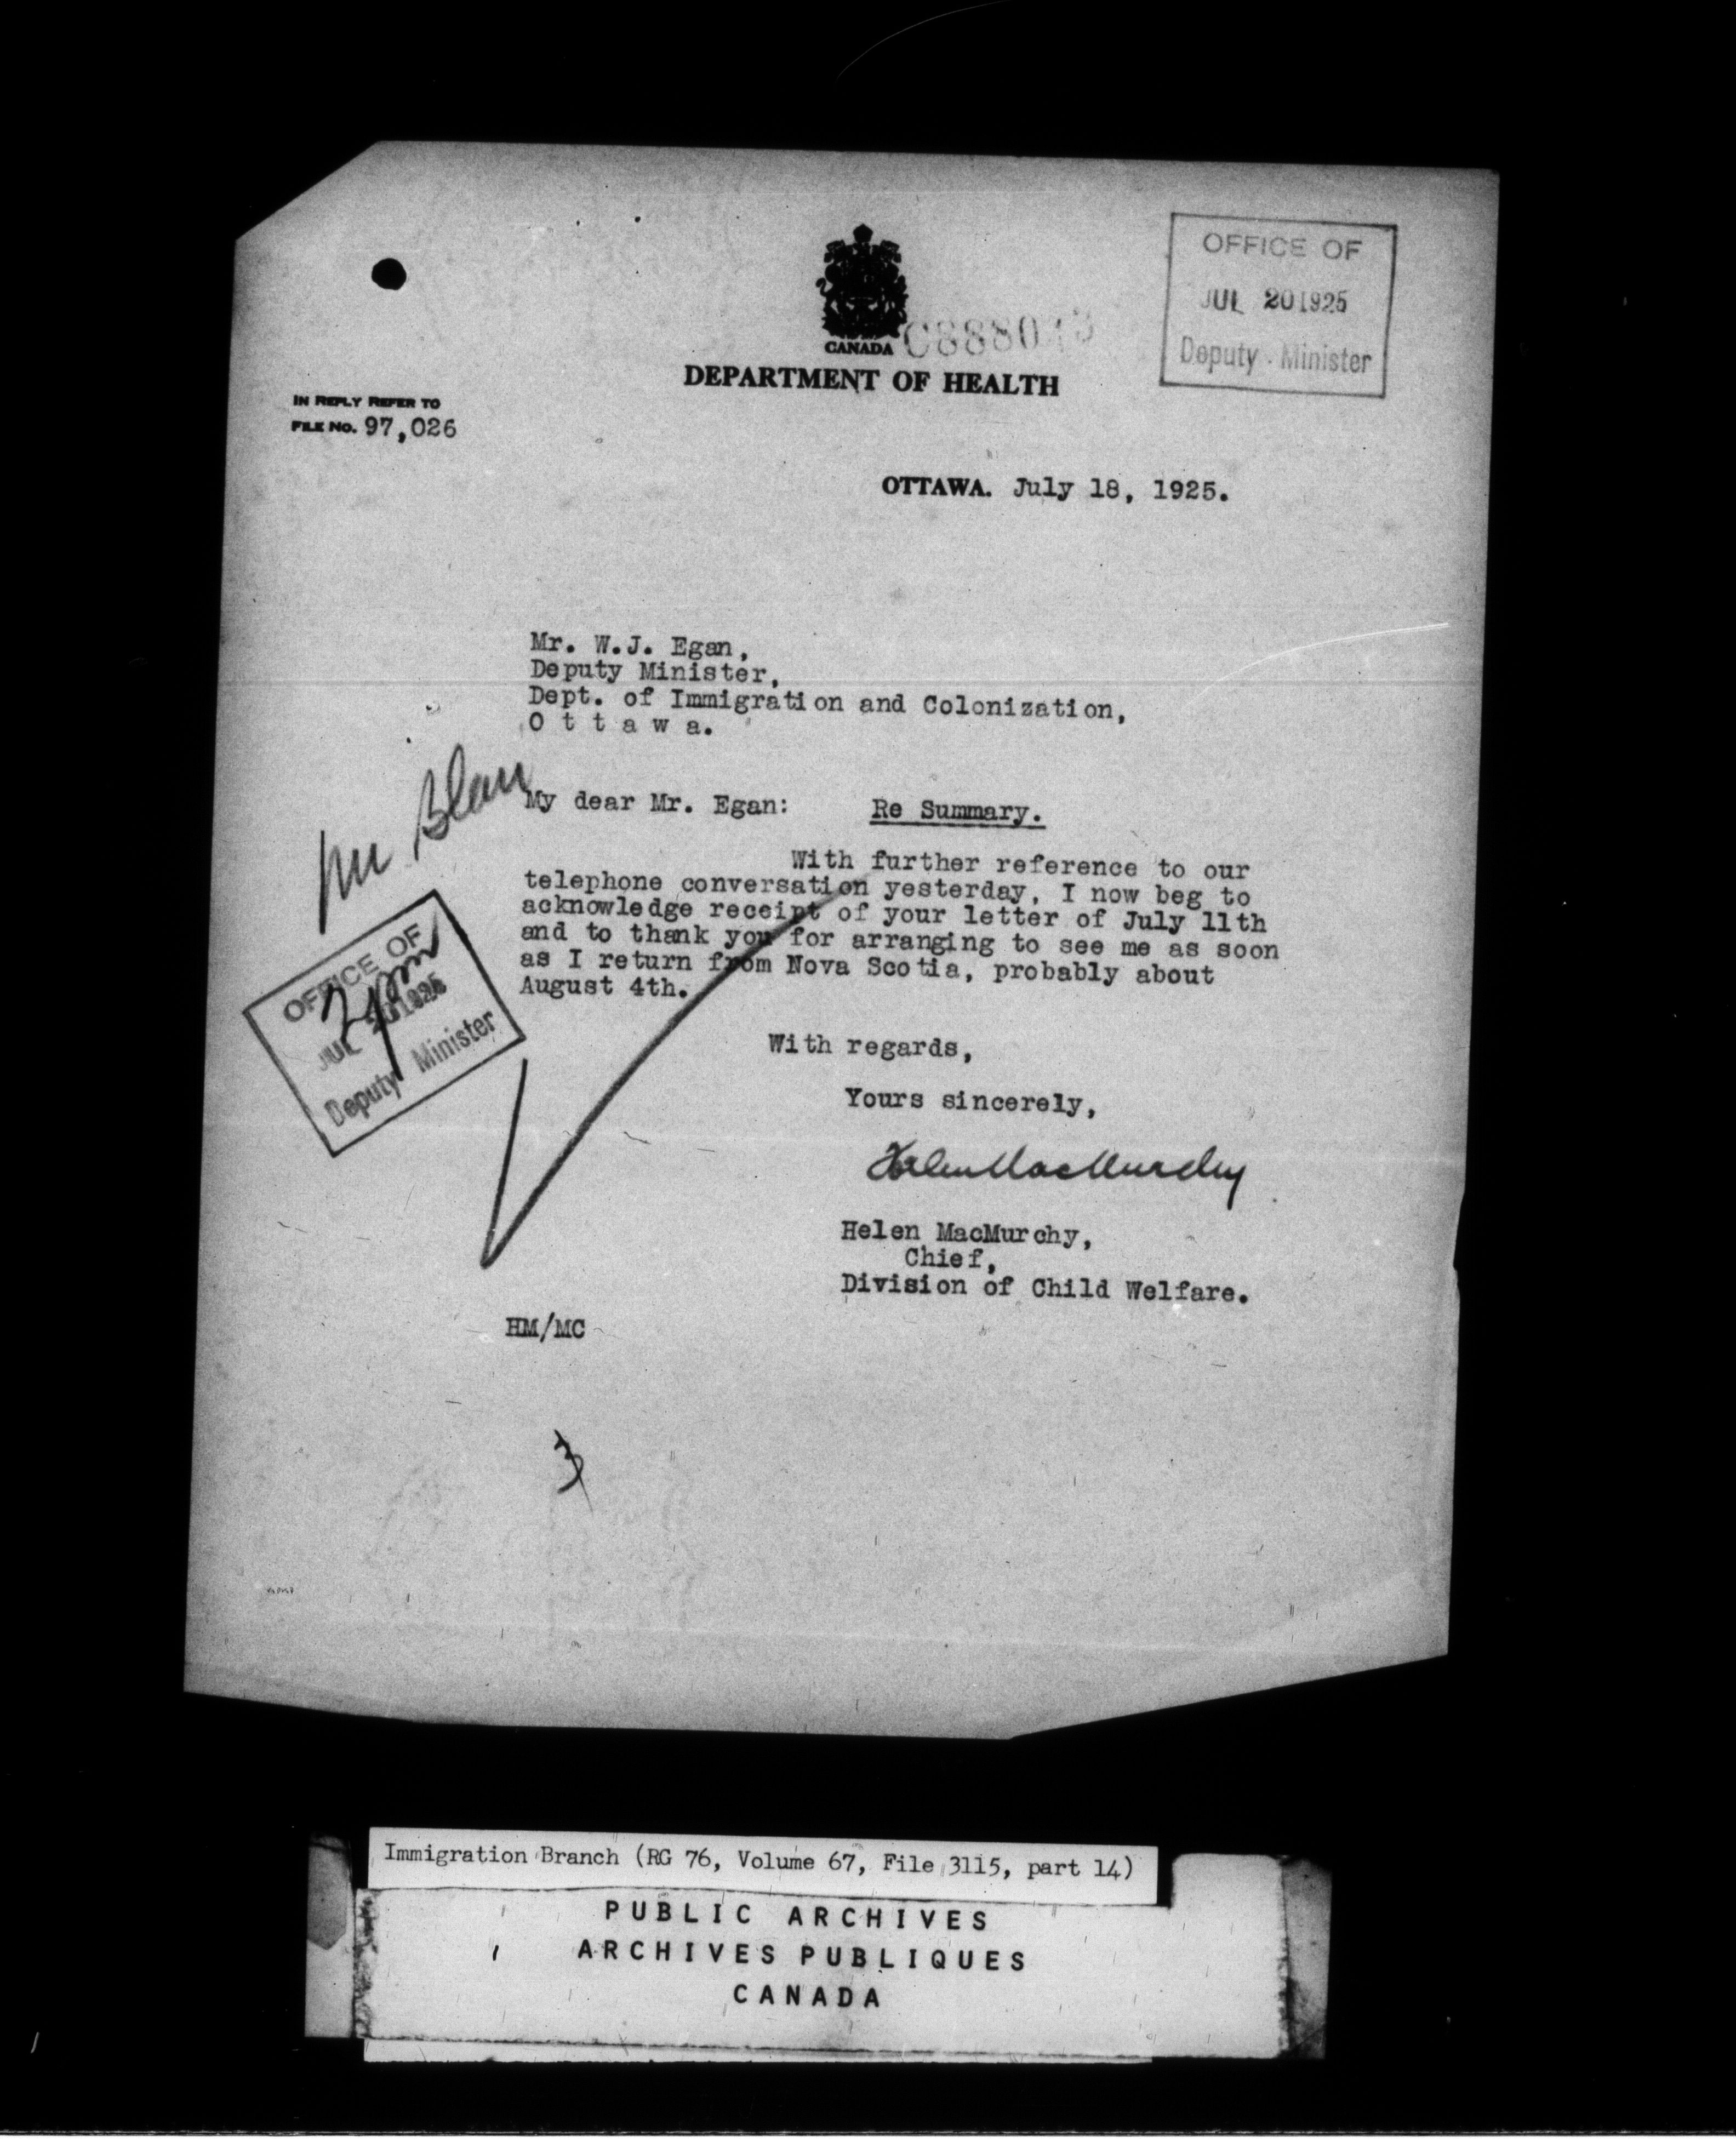 OFFICE OF
JUL 20 1925
Deputy Minister
CANADA
DEPARTMENT OF HEALTH
IN REPLY REFER TO
FILE No. 97,026
OTTAWA. July 18, 1925.
Mr. W.J. Egan,
Deputy Minister,
Dept. of Immigration and Colonization,
O t t a w a.
Mr Blair
My dear Mr. Egan: Re Summary.
With further reference to our
telephone conversation yesterday, I now beg to
acknowledge receipt of your letter of July 11th
and to thank you for arranging to see me as soon
as I return from Nova Scotia, probably about
August 4th.
OFFICE OF
JUL 20 1925
Deputy Minister
With regards,
Yours sincerely,
Helen MacMurchy
Helen MacMurchy,
Chief,
Division of Child Welfare.
HM/MC
3
Immigration Branch (RG 76, Volume 67, File 3115, part 14)
PUBLIC ARCHIVES
ARCHIVES PUBLIQUES
CANADA